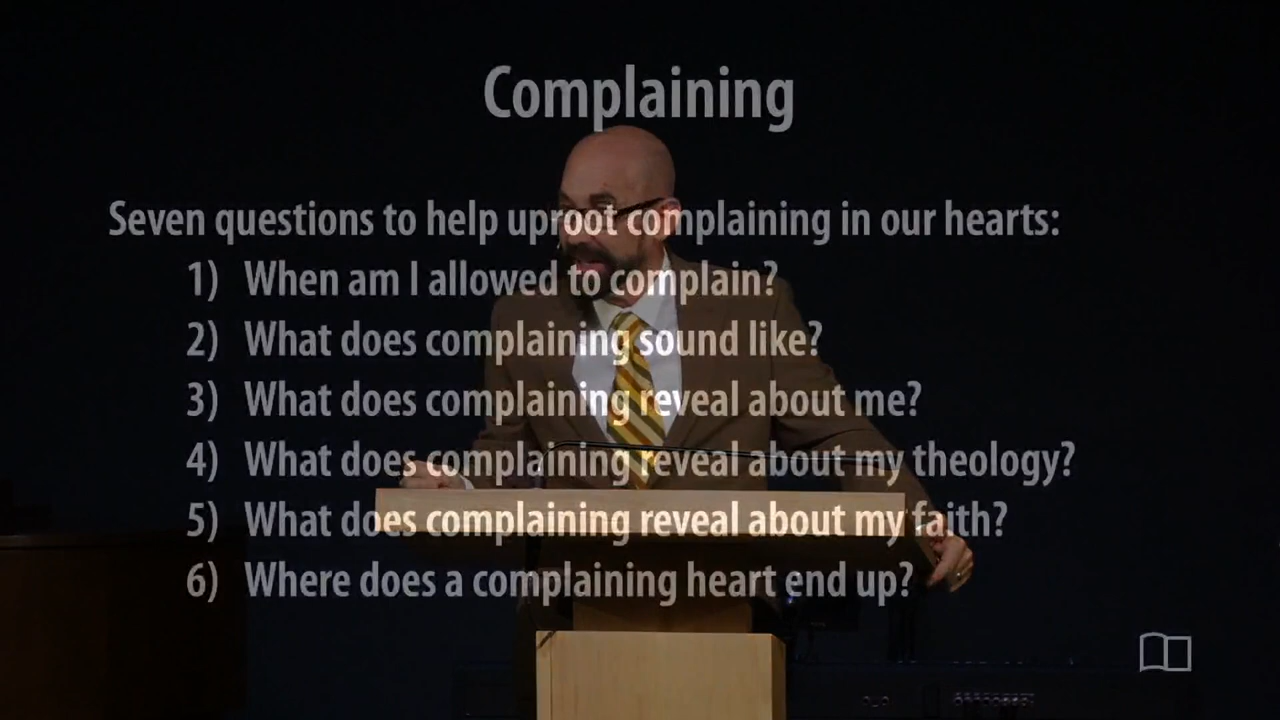 Complaining
Seven questions to help uproot complaining in our hearts:
1) When am I allowed to complain?
2) What does complaining sound like?
3) What does complaining reveal about me?
4) What does complaining reveal about my theology?
5) What does complaining reveal about my faith?
6) Where does a complaining heart end up?